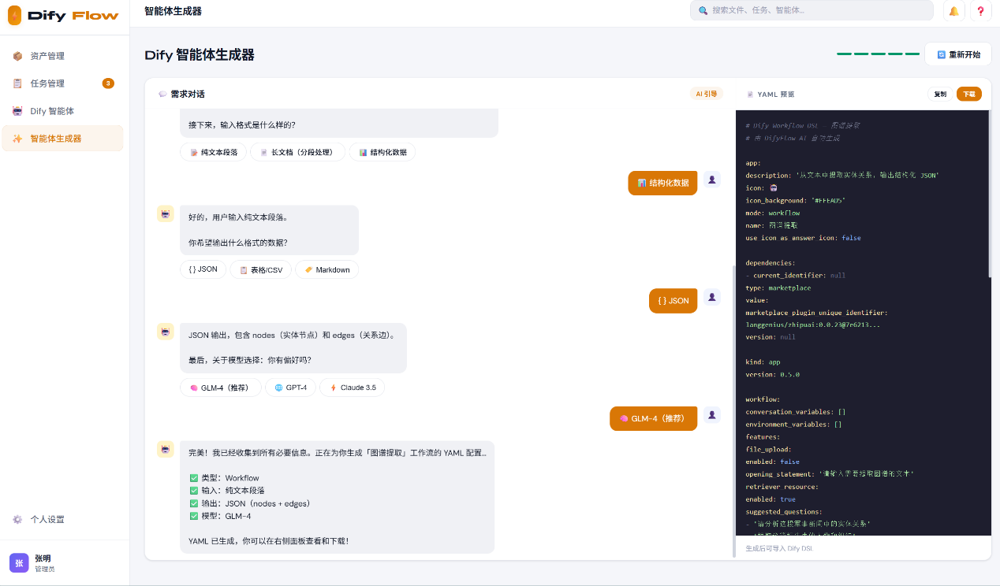 Dify Flow
资产管理
任务管理
3
Dify 智能体
智能体生成器
个人设置
张
张明
管理员
智能体生成器
搜索文件、任务、智能体...
Dify 智能体生成器
重新开始
需求对话
AI 引导
接下来，输入格式是什么样的？
纯文本段落
长文档（分段处理）
结构化数据
结构化数据
好的，用户输入纯文本段落。
你希望输出什么格式的数据？
{ } JSON
表格/CSV
Markdown
{ } JSON
JSON 输出，包含 nodes（实体节点）和 edges（关系边）。
最后，关于模型选择：你有偏好吗？
GLM-4（推荐）
GPT-4
Claude 3.5
GLM-4（推荐）
完美！我已经收集到所有必要信息。正在为你生成「图谱提取」工作流的 YAML 配置...
类型：Workflow
输入：纯文本段落
输出：JSON（nodes + edges）
模型：GLM-4
YAML 已生成，你可以在右侧面板查看和下载！
YAML 预览
复制
下载
# Dify Workflow DSL - 图谱提取
# 由 DifyFlow AI 自动生成
app:
description: '从文本中提取实体关系，输出结构化 JSON'
icon:
icon_background: '#FFEAD5'
mode: workflow
name: 图谱提取
use_icon_as_answer_icon: false
dependencies:
- current_identifier: null
type: marketplace
value:
marketplace_plugin_unique_identifier:
langgenius/zhipuai:0.0.23@7e6213...
version: null
kind: app
version: 0.5.0
workflow:
conversation_variables: []
environment_variables: []
features:
file_upload:
enabled: false
opening_statement: '请输入需要提取图谱的文字'
retriever_resource:
enabled: true
suggested_questions:
- '请分析这段军事新闻中的实体关系'
生成后可导入 Dify DSL